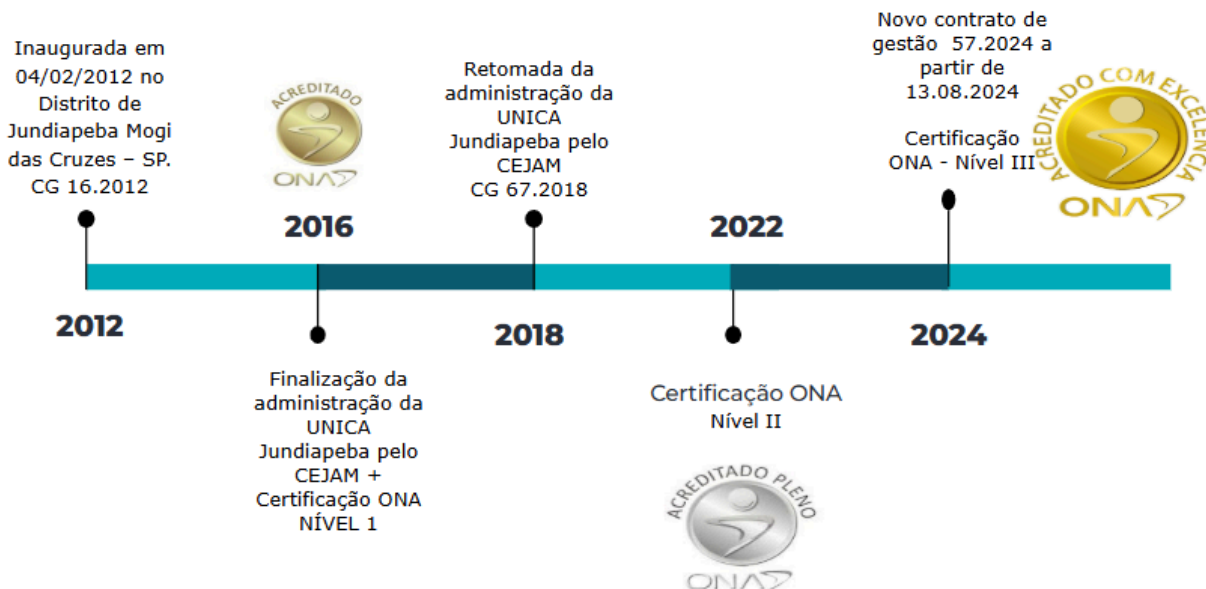 Inaugurada em
04/02/2012 no
Distrito de
Jundiapeba Mogi
das Cruzes – SP.
CG 16.2012
2012
ACREDITADO
ONA
2016
Finalização da
administração da
UNICA
Jundiapeba pelo
CEJAM +
Certificação ONA
NÍVEL 1
Retomada da
administração da
UNICA
Jundiapeba pelo
CEJAM
CG 67.2018
2018
2022
Certificação ONA
Nível II
ACREDITADO PLENO
ONA
Novo contrato de
gestão 57.2024 a
partir de
13.08.2024
Certificação
ONA - Nível III
ACREDITADO COM EXCELENCIA
ONA
2024